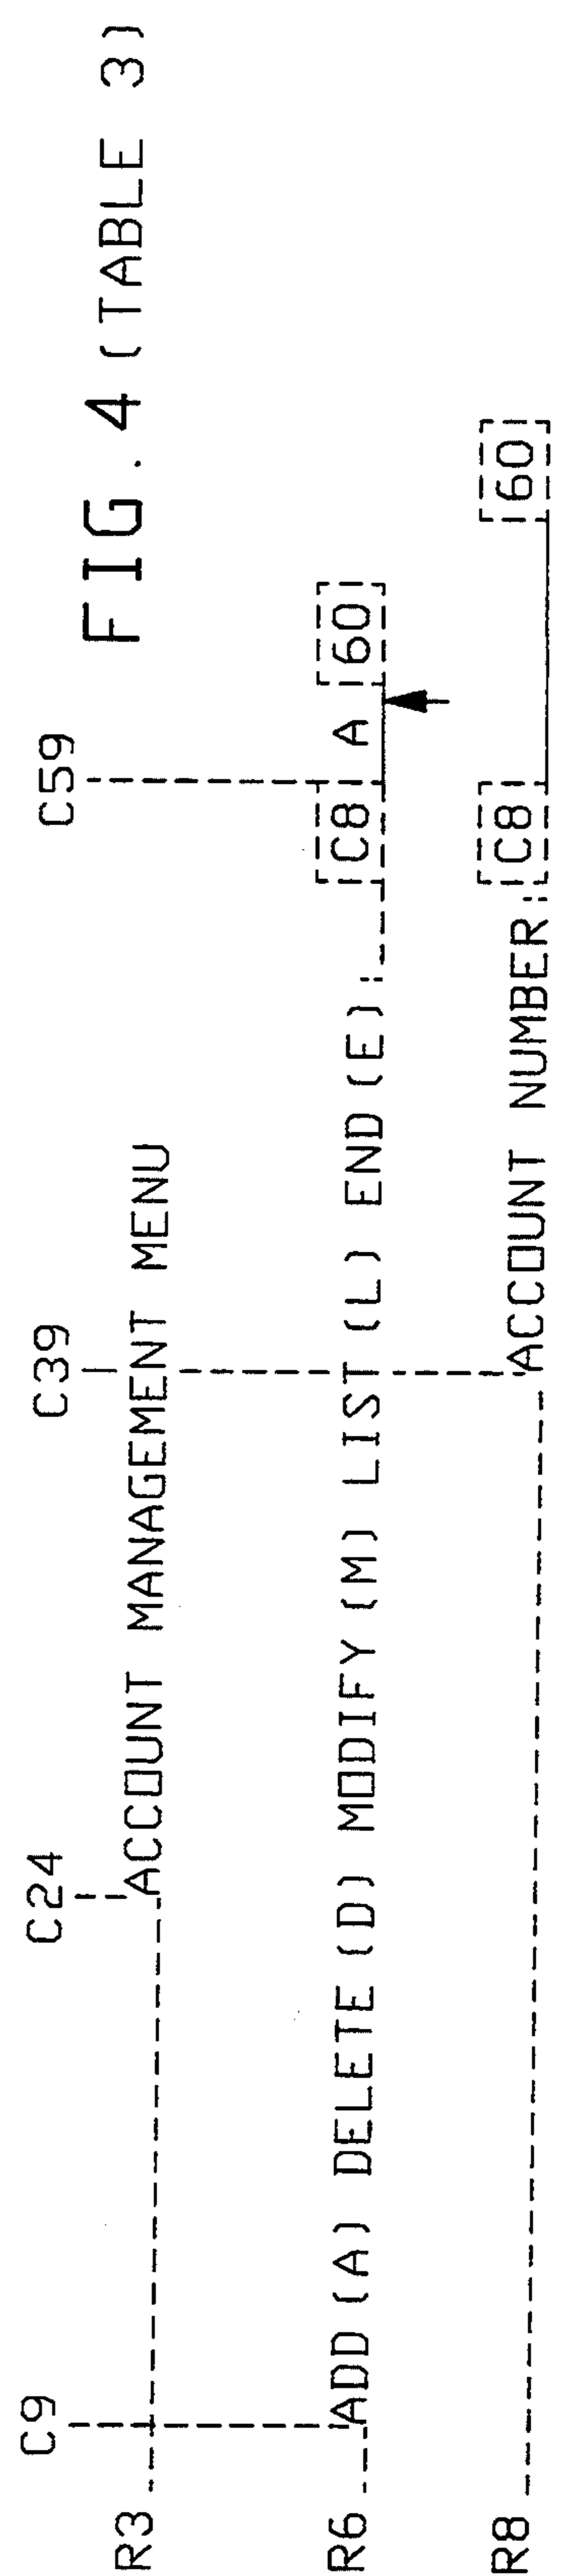 FIG. 4 (TABLE 3)
C9 C24 C39 C59
R3 ACCOUNT MANAGEMENT MENU
R6 ADD (A) DELETE (D) MODIFY (M) LIST (L) END (E): C8 A 60
R8 ACCOUNT NUMBER: C8 60